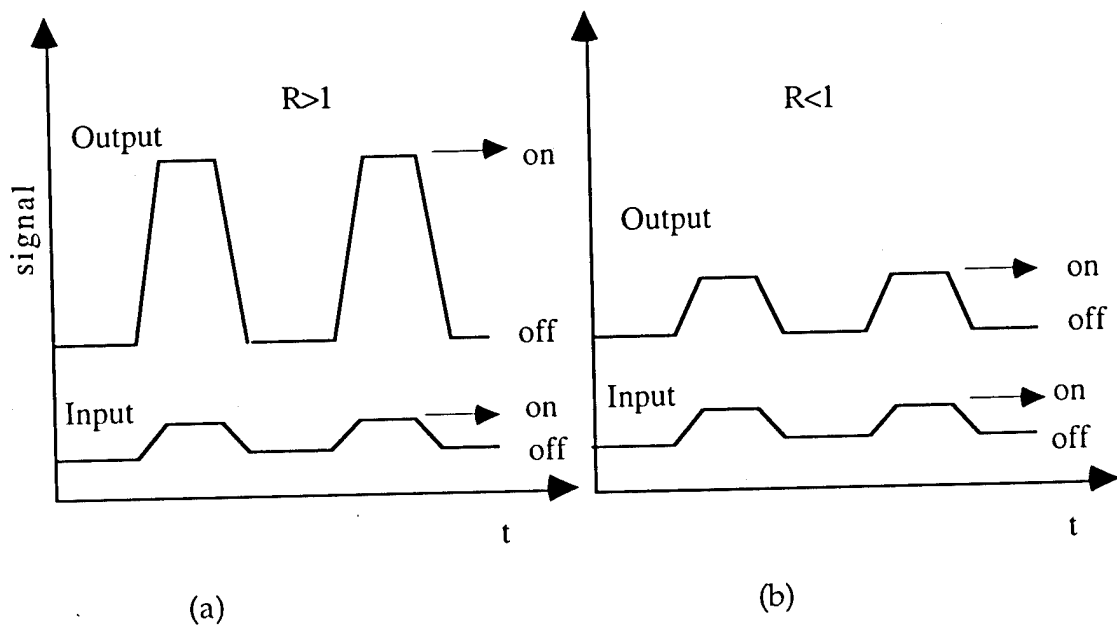 R>1
Output
on
signal
off
Input
on
off
t
(a)
R<1
Output
on
off
Input
on
off
t
(b)